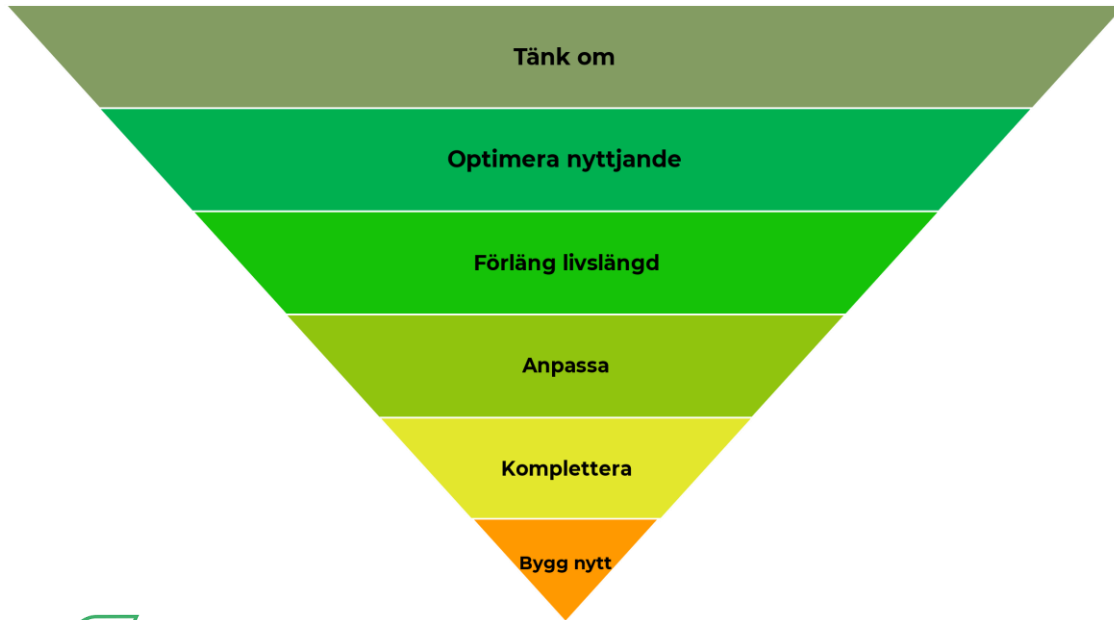 Tänk om
Optimera nyttjande
Förläng livslängd
Anpassa
Komplettera
Bygg nytt